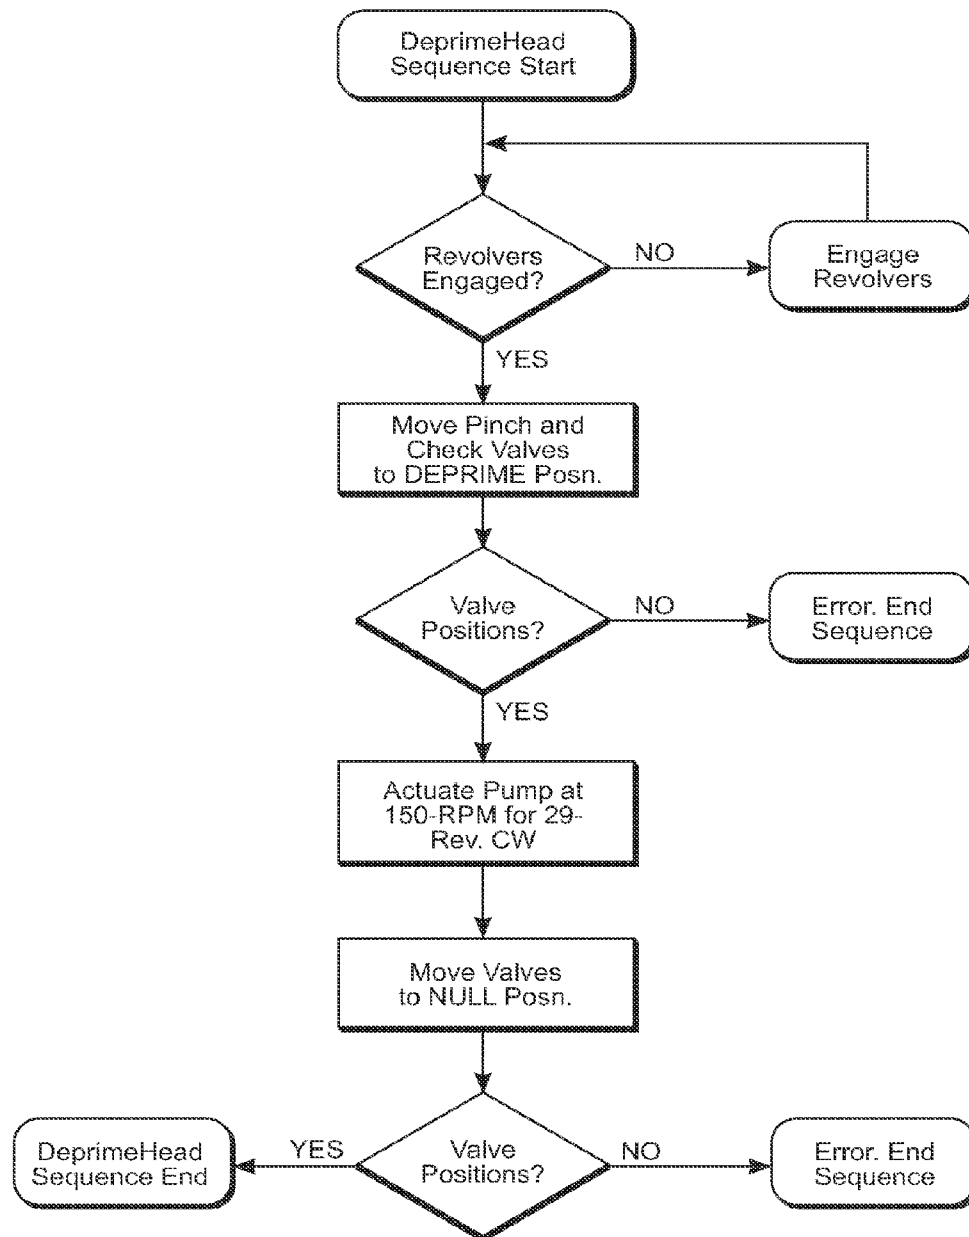 DeprimeHead
Sequence Start
Revolvers
Engaged?
NO
Engage
Revolvers
YES
Move Pinch and
Check Valves
to DEPRIME Posn.
Valve
Positions?
NO
Error. End
Sequence
YES
Actuate Pump at
150-RPM for 29-
Rev. CW
Move Valves
to NULL Posn.
DeprimeHead
Sequence End
YES
Valve
Positions?
NO
Error. End
Sequence